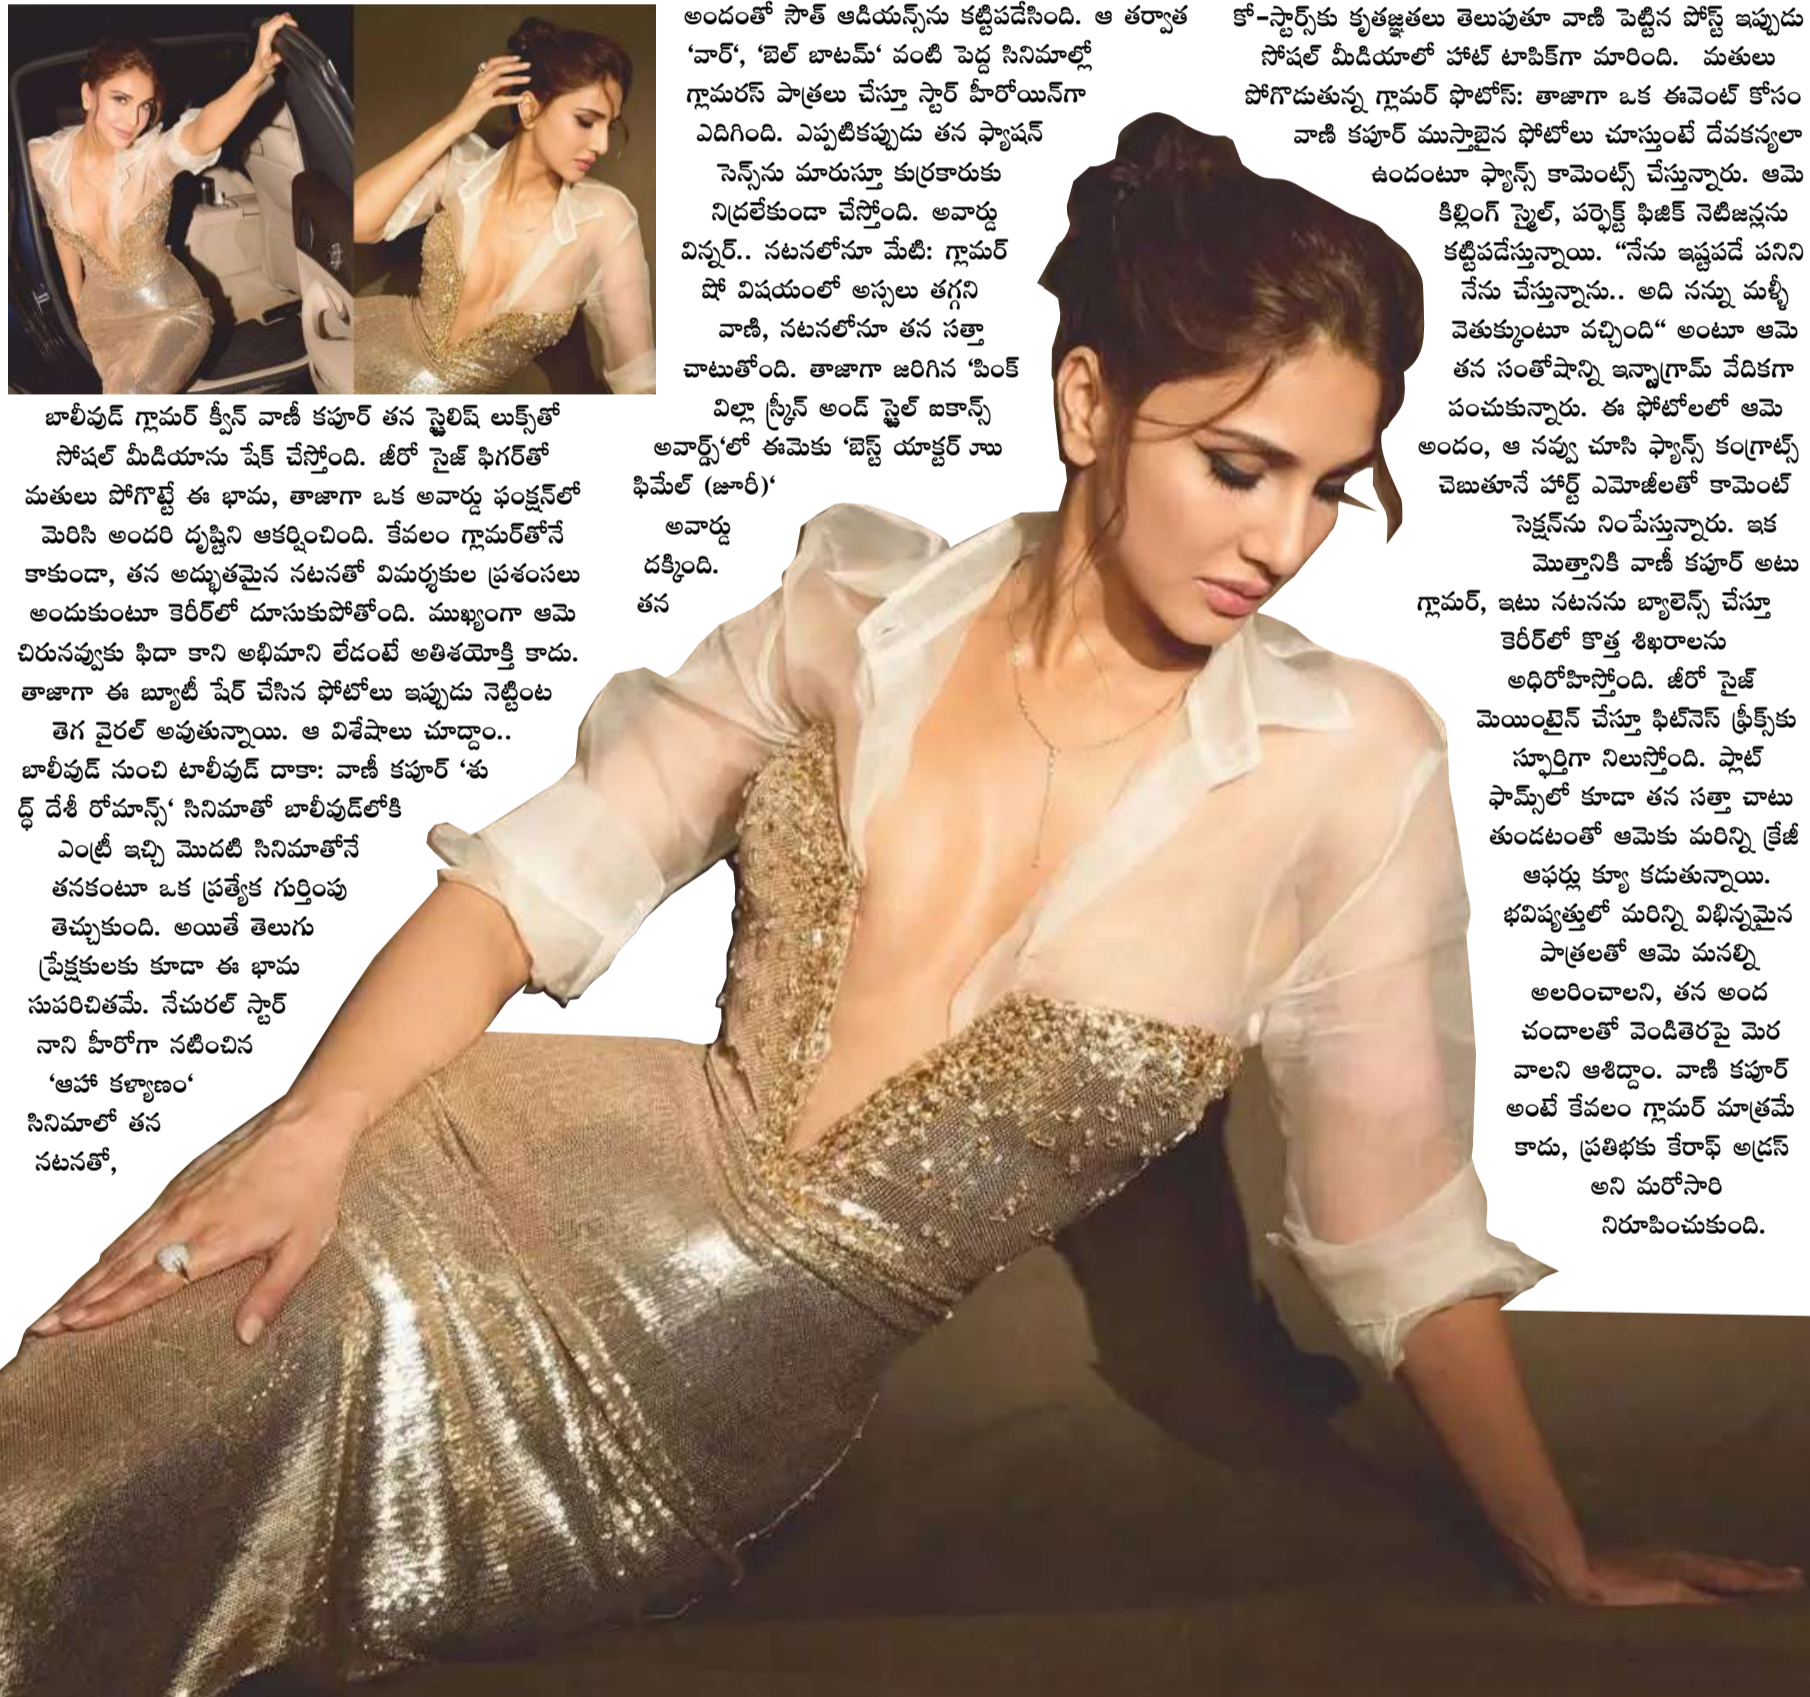 బాలీవుడ్ గ్లామర్ క్వీన్ వాణీ కపూర్ తన స్టైలిష్ లుక్స్‌తో
సోషల్ మీడియాను షేక్ చేస్తోంది. జీరో సైజ్ ఫిగర్‌తో
మతులు పోగొట్టే ఈ భామ, తాజాగా ఒక అవార్డు ఫంక్షన్‌లో
మెరిసి అందరి దృష్టిని ఆకర్షించింది. కేవలం గ్లామర్‌తోనే
కాకుండా, తన అద్భుతమైన నటనతో విమర్శకుల ప్రశంసలు
అందుకుంటూ కెరీర్‌లో దూసుకుపోతోంది. ముఖ్యంగా ఆమె
చిరునవ్వుకు ఫిదా కాని అభిమాని లేడంటే అతిశయోక్తి కాదు.
తాజాగా ఈ బ్యూటీ షేర్ చేసిన ఫోటోలు ఇప్పుడు నెట్టింట
తెగ వైరల్ అవుతున్నాయి. ఆ విశేషాలు చూద్దాం..
బాలీవుడ్ నుంచి టాలీవుడ్ దాకా: వాణీ కపూర్ ‘శు
ద్ధ్ దేశీ రోమాన్స్‘ సినిమాతో బాలీవుడ్‌లోకి
ఎంట్రీ ఇచ్చి మొదటి సినిమాతోనే
తనకంటూ ఒక ప్రత్యేక గుర్తింపు
తెచ్చుకుంది. అయితే తెలుగు
ప్రేక్షకులకు కూడా ఈ భామ
సుపరిచితమే. నేచురల్ స్టార్
నాని హీరోగా నటించిన
‘ఆహా కళ్యాణం‘
సినిమాలో తన
నటనతో,
అందంతో సౌత్ ఆడియన్స్‌ను కట్టిపడేసింది. ఆ తర్వాత
‘వార్‘, ‘బెల్ బాటమ్‘ వంటి పెద్ద సినిమాల్లో
గ్లామరస్ పాత్రలు చేస్తూ స్టార్ హీరోయిన్‌గా
ఎదిగింది. ఎప్పటికప్పుడు తన ఫ్యాషన్
సెన్స్‌ను మారుస్తూ కుర్రకారుకు
నిద్రలేకుండా చేస్తోంది. అవార్డు
విన్నర్.. నటనలోనూ మేటి: గ్లామర్
షో విషయంలో అస్సలు తగ్గని
వాణి, నటనలోనూ తన సత్తా
చాటుతోంది. తాజాగా జరిగిన ‘పింక్
విల్లా స్క్రీన్ అండ్ స్టైల్ ఐకాన్స్
అవార్డ్స్‘లో ఈమెకు ‘బెస్ట్ యాక్టర్
ఫిమేల్ (జూరీ)‘
అవార్డు
దక్కింది.
తన
కో-స్టార్స్‌కు కృతజ్ఞతలు తెలుపుతూ వాణి పెట్టిన పోస్ట్ ఇప్పుడు
సోషల్ మీడియాలో హాట్ టాపిక్‌గా మారింది. మతులు
పోగొడుతున్న గ్లామర్ ఫొటోస్: తాజాగా ఒక ఈవెంట్ కోసం
వాణి కపూర్ ముస్తాబైన ఫోటోలు చూస్తుంటే దేవకన్యలా
ఉందంటూ ఫ్యాన్స్ కామెంట్స్ చేస్తున్నారు. ఆమె
కిల్లింగ్ స్మైల్, పర్ఫెక్ట్ ఫిజిక్ నెటిజన్లను
కట్టిపడేస్తున్నాయి. “నేను ఇష్టపడే పనిని
నేను చేస్తున్నాను.. అది నన్ను మళ్ళీ
వెతుక్కుంటూ వచ్చింది“ అంటూ ఆమె
తన సంతోషాన్ని ఇన్స్టాగ్రామ్ వేదికగా
పంచుకున్నారు. ఈ ఫోటోలలో ఆమె
అందం, ఆ నవ్వు చూసి ఫ్యాన్స్ కంగ్రాట్స్
చెబుతూనే హార్ట్ ఎమోజీలతో కామెంట్
సెక్షన్‌ను నింపేస్తున్నారు. ఇక
మొత్తానికి వాణీ కపూర్ అటు
గ్లామర్, ఇటు నటనను బ్యాలెన్స్ చేస్తూ
కెరీర్‌లో కొత్త శిఖరాలను
అధిరోహిస్తోంది. జీరో సైజ్
మెయింటైన్ చేస్తూ ఫిట్‌నెస్ ఫ్రీక్స్‌కు
స్ఫూర్తిగా నిలుస్తోంది. ప్లాట్
ఫామ్స్‌లో కూడా తన సత్తా చాటు
తుండటంతో ఆమెకు మరిన్ని క్రేజీ
ఆఫర్లు క్యూ కడుతున్నాయి.
భవిష్యత్తులో మరిన్ని విభిన్నమైన
పాత్రలతో ఆమె మనల్ని
అలరించాలని, తన అంద
చందాలతో వెండితెరపై మెర
వాలని ఆశిద్దాం. వాణి కపూర్
అంటే కేవలం గ్లామర్ మాత్రమే
కాదు, ప్రతిభకు కేరాఫ్ అడ్రస్
అని మరోసారి
నిరూపించుకుంది.